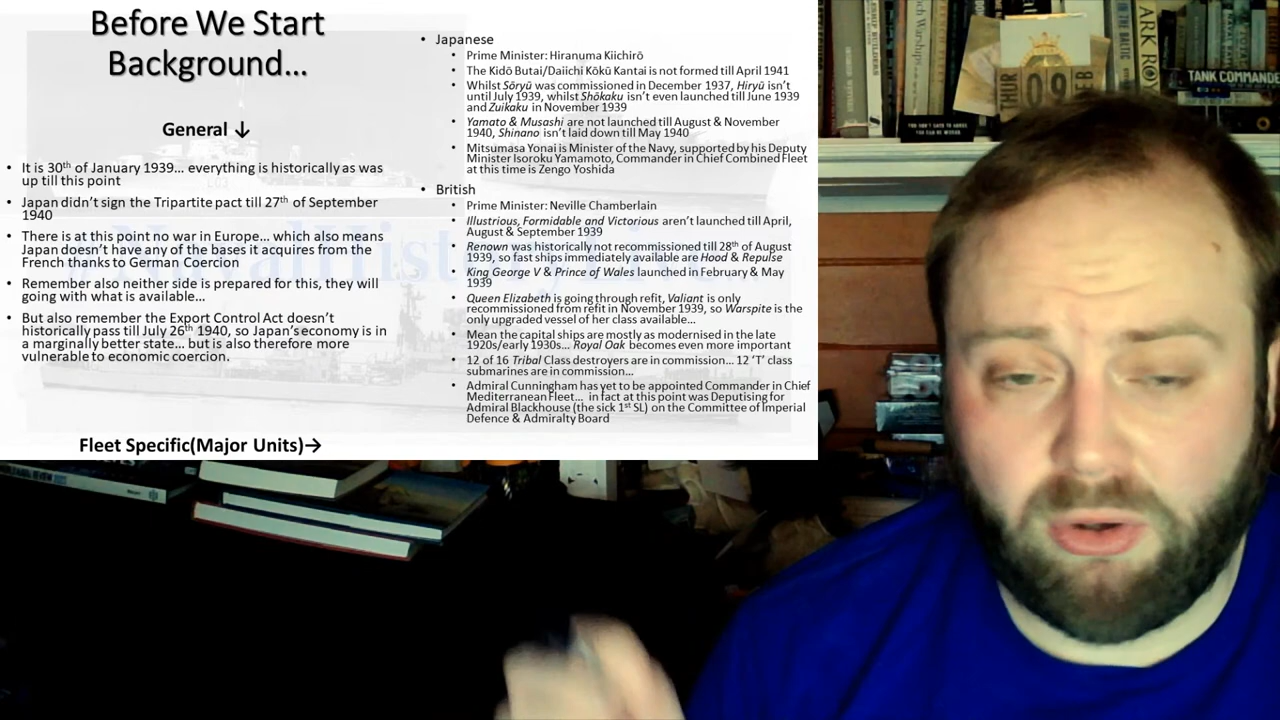 Before We Start
Background…
General ↓
• It is 30th of January 1939… everything is historically as was
up till this point
• Japan didn't sign the Tripartite pact till 27th of September
1940
• There is at this point no war in Europe… which also means
Japan doesn't have any of the bases it acquires from the
French thanks to German Coercion
• Remember also neither side is prepared for this, they will
going with what is available…
• But also remember the Export Control Act doesn't
historically pass till July 26th 1940, so Japan's economy is in
a marginally better state… but is also therefore more
vulnerable to economic coercion.
Fleet Specific(Major Units)→
• Japanese
• Prime Minister: Hiranuma Kiichirō
• The Kidō Butai/Daiichi Kōkū Kantai is not formed till April 1941
• Whilst Sōryū was commissioned in December 1937, Hiryū isn't
until July 1939, whilst Shōkaku isn't even launched till June 1939
and Zuikaku in November 1939
• Yamato & Musashi are not launched till August & November
1940, Shinano isn't laid down till May 1940
• Mitsumasa Yonai is Minister of the Navy, supported by his Deputy
Minister Isoroku Yamamoto, Commander in Chief Combined Fleet
at this time is Zengo Yoshida
• British
• Prime Minister: Neville Chamberlain
• Illustrious, Formidable and Victorious aren't launched till April,
August & September 1939
• Renown was historically not recommissioned till 28th of August
1939, so fast ships immediately available are Hood & Repulse
• King George V & Prince of Wales launched in February & May
1939
• Queen Elizabeth is going through refit, Valiant is only
recommissioned from refit in November 1939, so Warspite is the
only upgraded vessel of her class available…
• Mean the capital ships are mostly as modernised in the late
1920s/early 1930s… Royal Oak becomes even more important
• 12 of 16 Tribal Class destroyers are in commission… 12 'T' class
submarines are in commission…
• Admiral Cunningham has yet to be appointed Commander in Chief
Mediterranean Fleet… in fact at this point was Deputising for
Admiral Blackhouse (the sick 1st SL) on the Committee of Imperial
Defence & Admiralty Board
THUR
09
FEB
IN THE BALTIC
ARK ROY
TANK COMMANDE